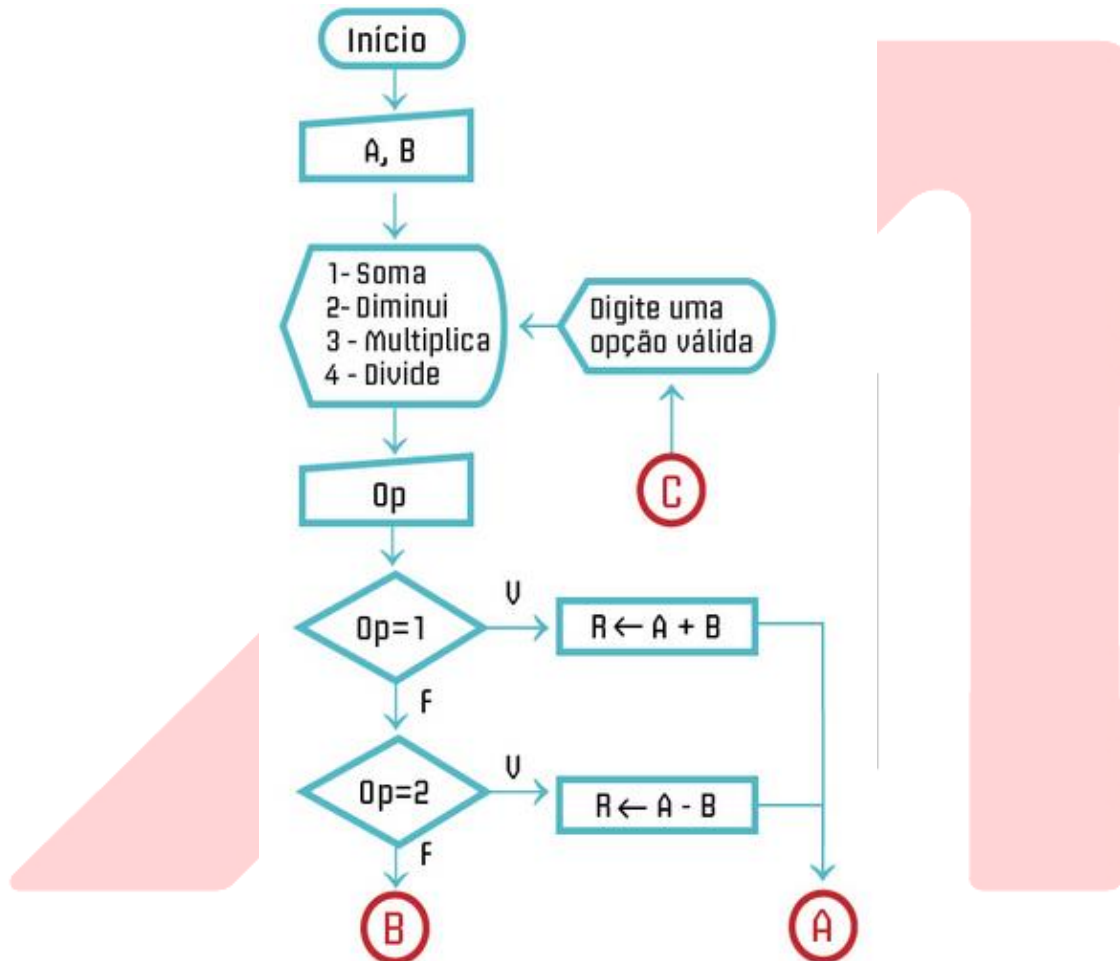 Início
A, B
1- Soma
2- Diminui
3 - Multiplica
4 - Divide
Digite uma
opção válida
Op
C
Op=1
V
R ← A + B
F
Op=2
V
R ← A - B
F
B
A